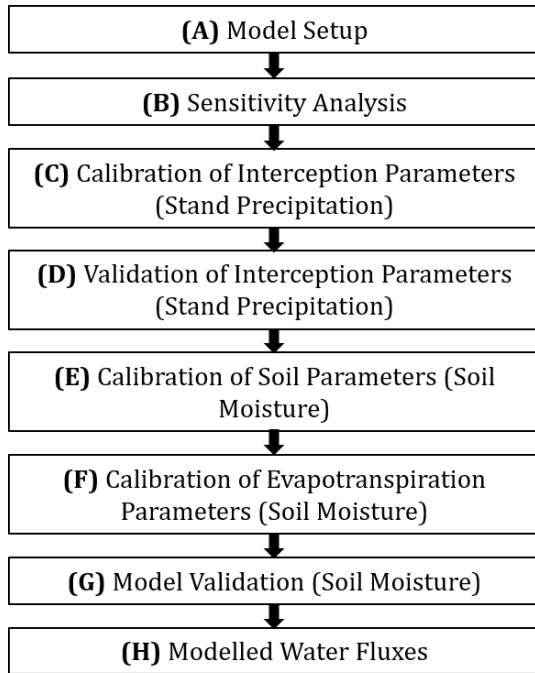 (A) Model Setup
(B) Sensitivity Analysis
(C) Calibration of Interception Parameters
(Stand Precipitation)
(D) Validation of Interception Parameters
(Stand Precipitation)
(E) Calibration of Soil Parameters (Soil
Moisture)
(F) Calibration of Evapotranspiration
Parameters (Soil Moisture)
(G) Model Validation (Soil Moisture)
(H) Modelled Water Fluxes